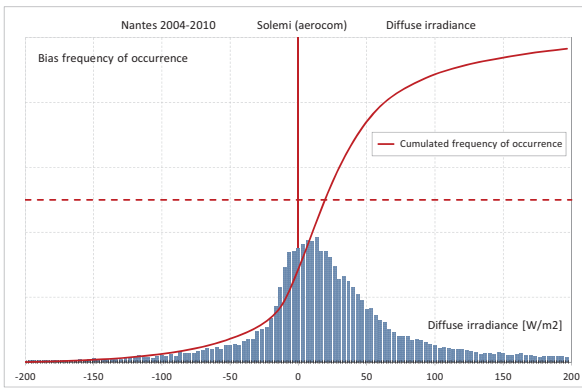 Nantes 2004-2010 Solemi (aerocom) Diffuse irradiance
Bias frequency of occurrence
Cumulated frequency of occurrence
Diffuse irradiance [W/m2]
-200 -150 -100 -50 0 50 100 150 200